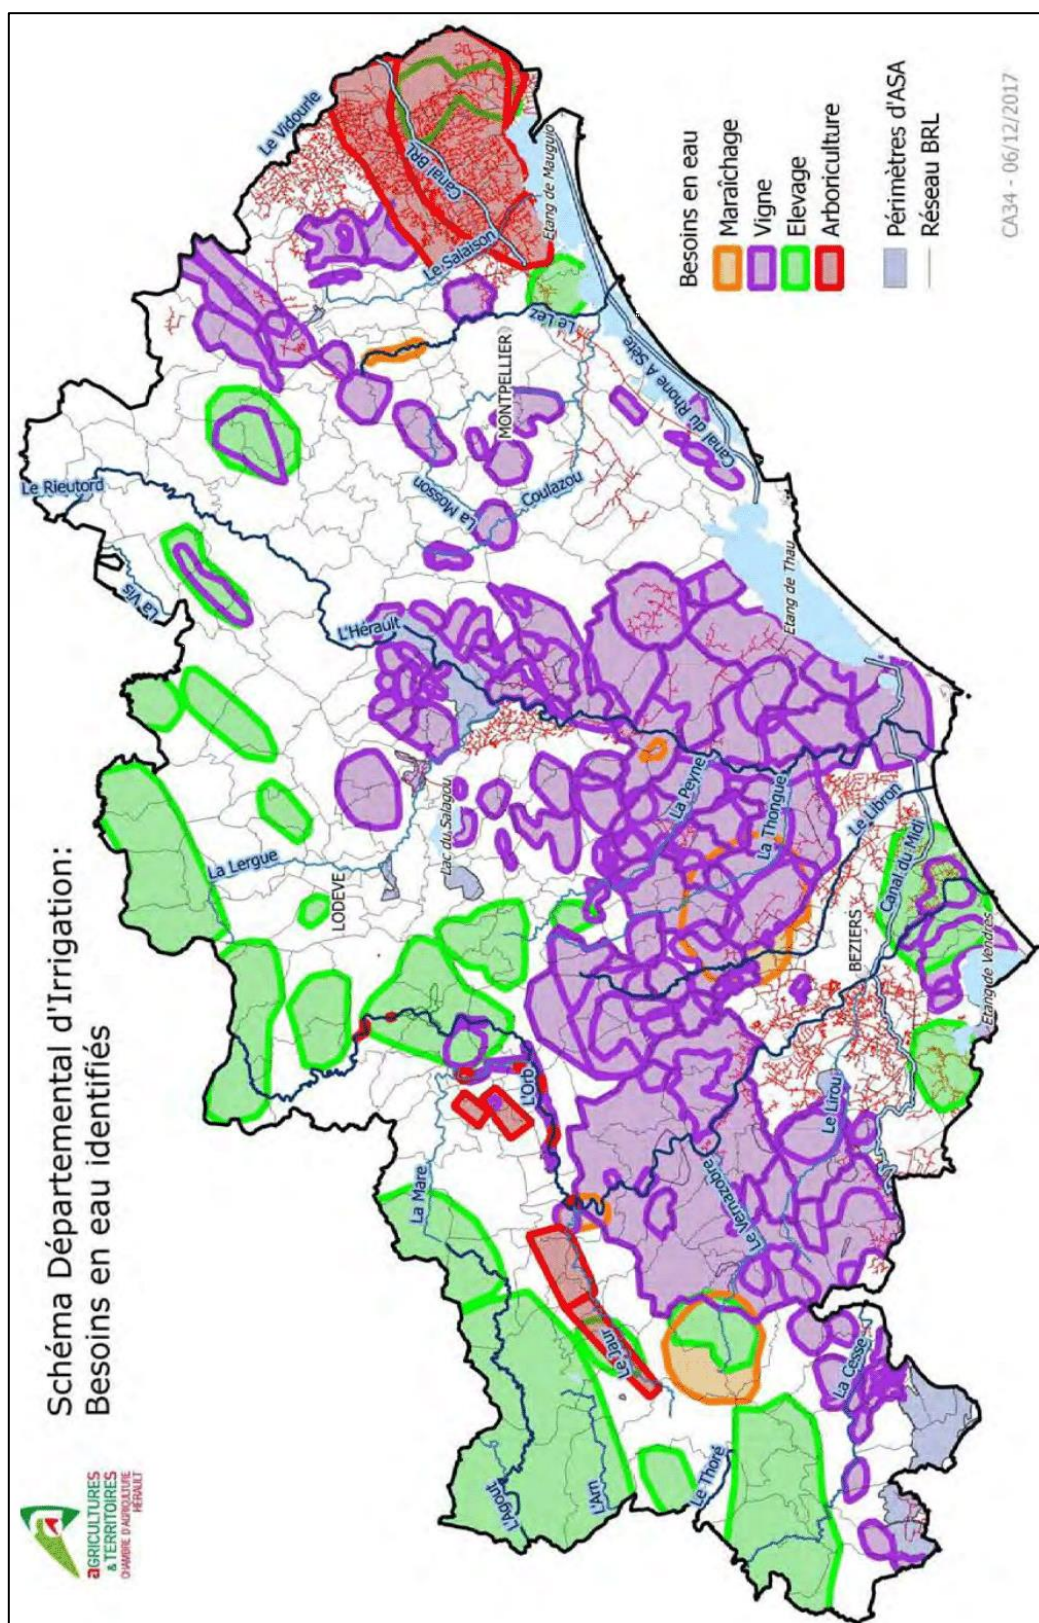 Schéma Départemental d'Irrigation:
Besoins en eau identifiés
aGRICULTURES
& TERRITOIRES
CHAMBRE D'AGRICULTURE
HÉRAULT
L'Agout
L'Arn
Le Thoré
La Mare
Le Jaur
L'Orb
La Cesse
Le Vernazobre
Le Lirou
LODEVE
La Lergue
Lac du Salagou
La Peyne
La Thongue
Le Libron
BEZIERS
Canal du Midi
Etang de Vendres
La Vis
Le Rieutord
L'Hérault
La Mosson
Coulazou
MONTPELLIER
Etang de Thau
Canal du Rhone A Sète
Le Lez
Le Salaison
Le Vidourle
Canal BRL
Etang de Mauguio
Besoins en eau
Maraîchage
Vigne
Elevage
Arboriculture
Périmètres d'ASA
Réseau BRL
CA34 - 06/12/2017